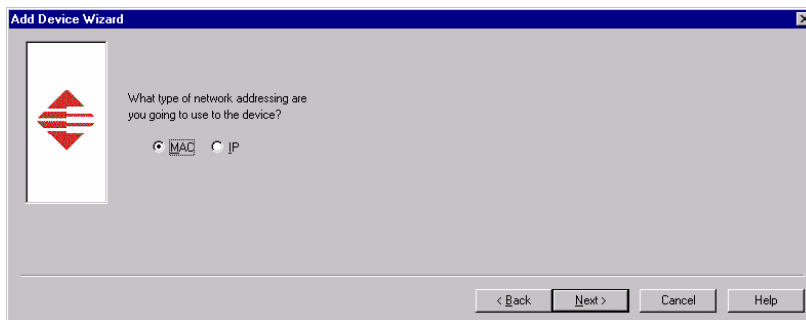 Add Device Wizard
What type of network addressing are
you going to use to the device?
MAC IP
< Back Next > Cancel Help